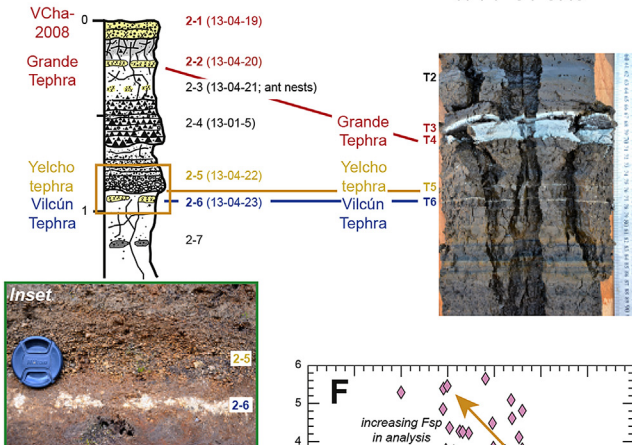 VCha-
2008
0
2-1 (13-04-19)
Grande
Tephra
2-2 (13-04-20)
2-3 (13-04-21; ant nests)
2-4 (13-01-5)
Yelcho
tephra
2-5 (13-04-22)
Vilcún
Tephra
2-6 (13-04-23)
1
2-7
Grande
Tephra
Yelcho
tephra
Vilcún
Tephra
T2
T3
T4
T5
T6
Inset
2-5
2-6
F
6
5
4
increasing Fsp
in analysis